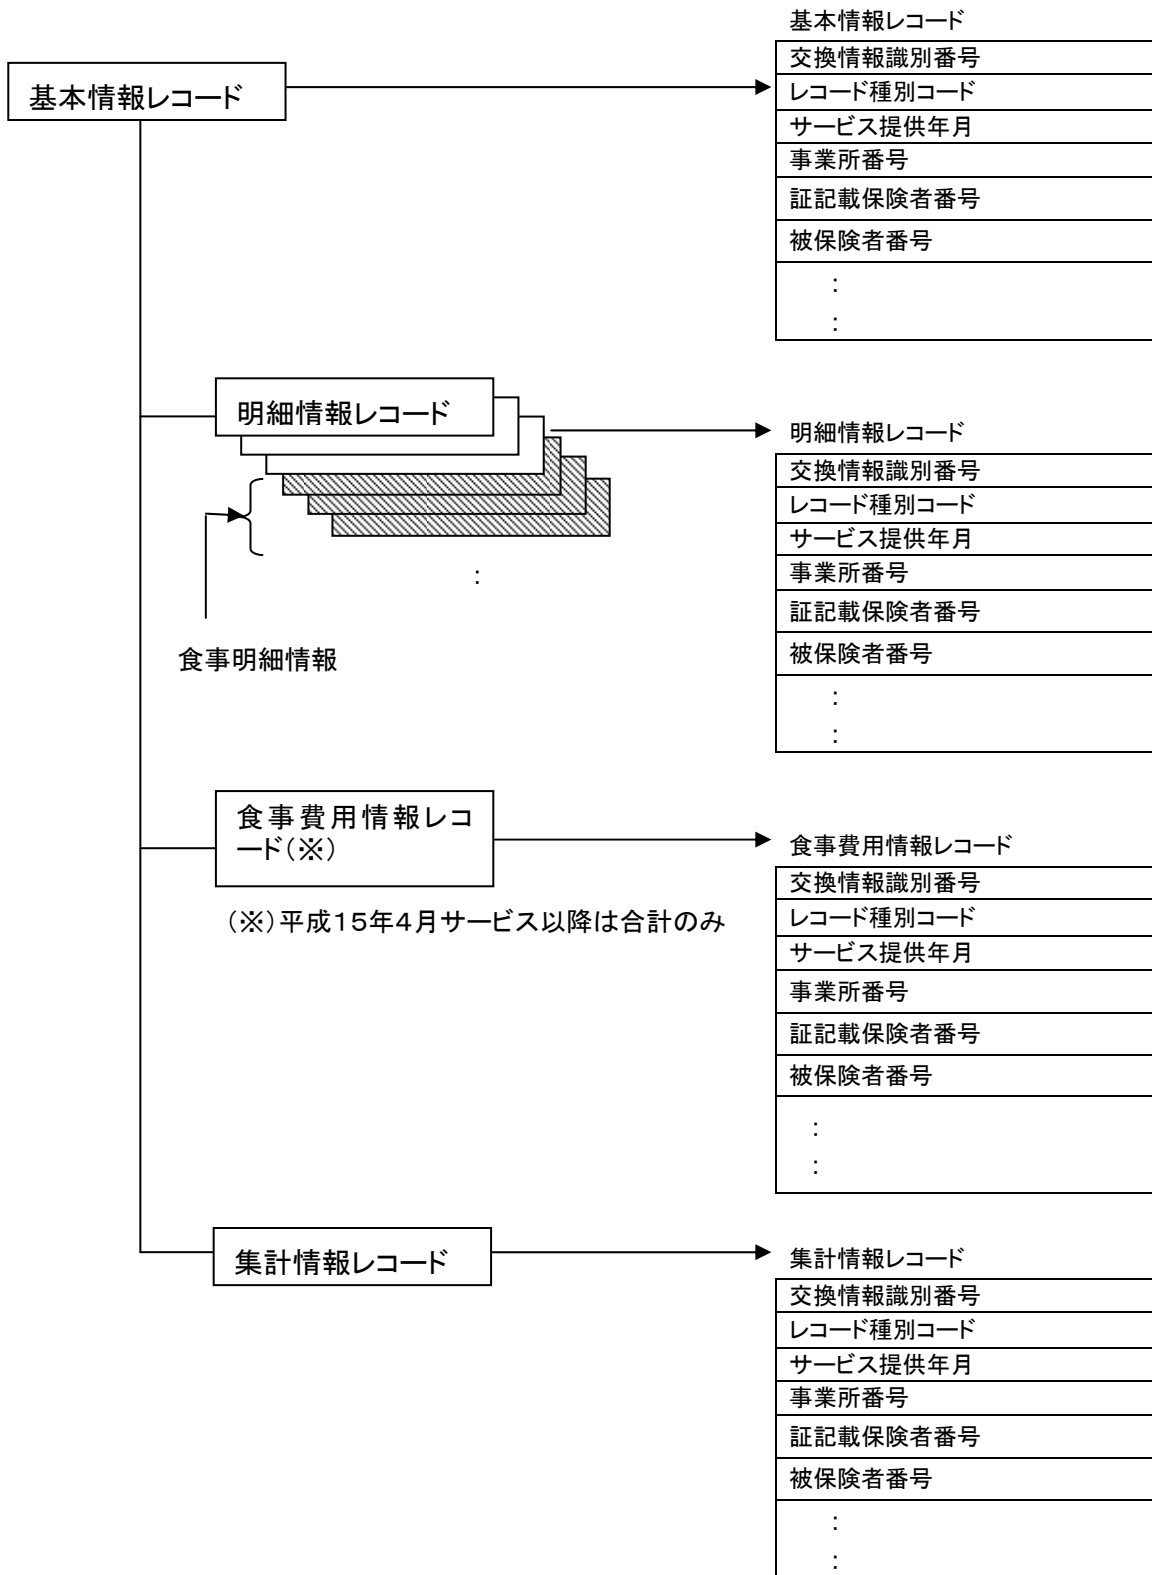 基本情報レコード
基本情報レコード
交換情報識別番号
レコード種別コード
サービス提供年月
事業所番号
証記載保険者番号
被保険者番号
：
：
明細情報レコード
：
食事明細情報
明細情報レコード
交換情報識別番号
レコード種別コード
サービス提供年月
事業所番号
証記載保険者番号
被保険者番号
：
：
食事費用情報レコ
ード（※）
（※）平成１５年４月サービス以降は合計のみ
食事費用情報レコード
交換情報識別番号
レコード種別コード
サービス提供年月
事業所番号
証記載保険者番号
被保険者番号
：
：
集計情報レコード
集計情報レコード
交換情報識別番号
レコード種別コード
サービス提供年月
事業所番号
証記載保険者番号
被保険者番号
：
：